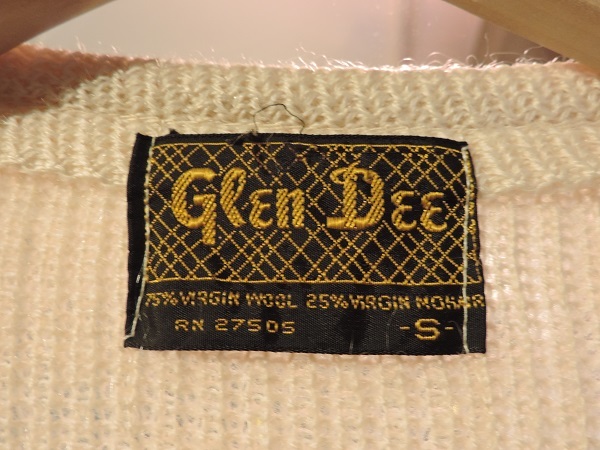 Glen Dee
75% VIRGIN WOOL 25% VIRGIN MOHAIR
RN 27505 -S-